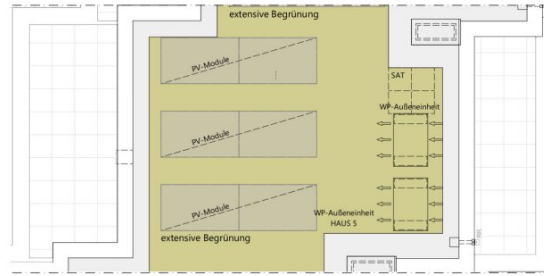 extensive Begrünung
PV-Module
SAT
WP-Außeneinheit
PV-Module
PV-Module
WP-Außeneinheit
HAUS 5
extensive Begrünung